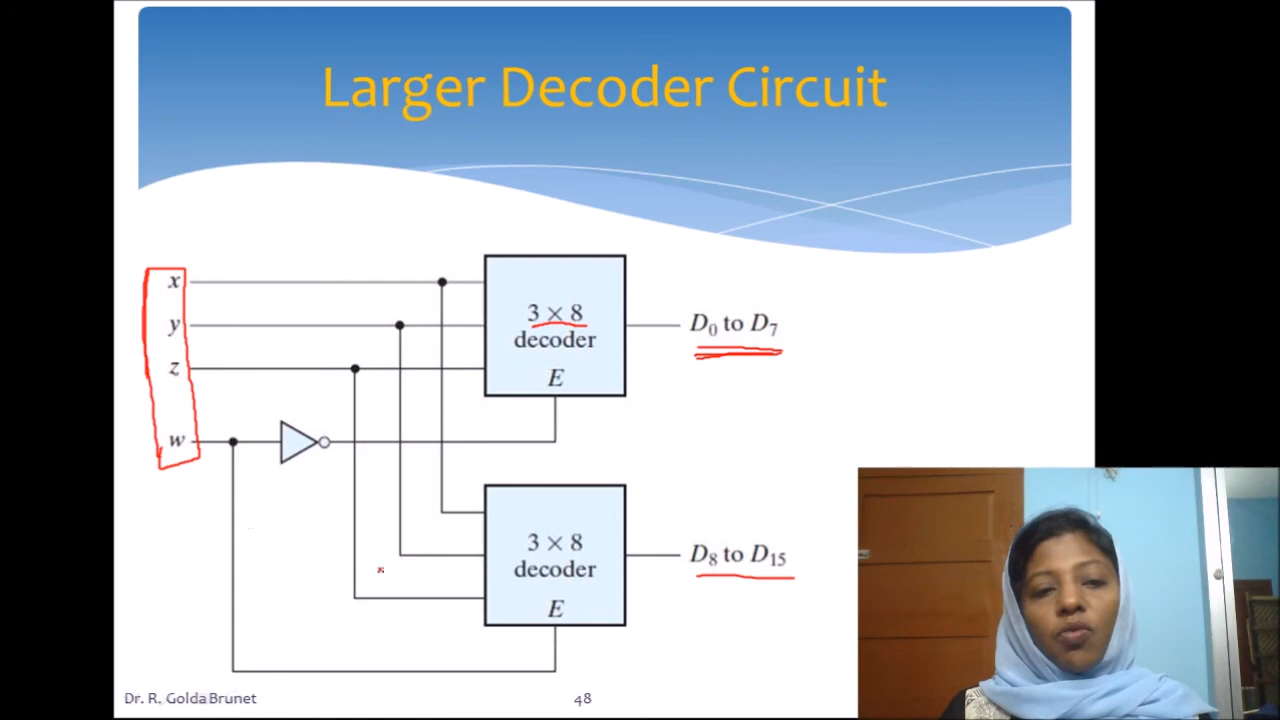 Larger Decoder Circuit
x
y
z
w
3 × 8
decoder
E
D₀ to D₇
3 × 8
decoder
E
D₈ to D₁₅
Dr. R. Golda Brunet
48